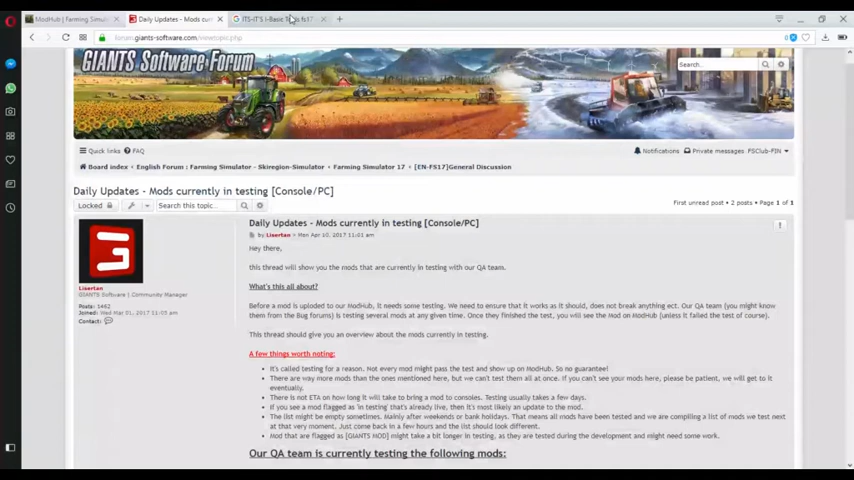 ModHub | Farming Simul
Daily Updates - Mods cur
ITS-IT'S I-Basic fs17
forum.giants-software.com/viewtopic.php
GIANTS Software Forum
Search...
Quick links FAQ
Notifications Private messages FSClub-FIN
Board index ‹ English Forum : Farming Simulator - Skiregion-Simulator ‹ Farming Simulator 17 ‹ [EN-FS17]General Discussion
Daily Updates - Mods currently in testing [Console/PC]
Locked
Search this topic...
First unread post • 2 posts • Page 1 of 1
Lisertan
GIANTS Software | Community Manager
Posts: 1462
Joined: Wed Mar 01, 2017 11:05 am
Contact:
Daily Updates - Mods currently in testing [Console/PC]
by Lisertan » Mon Apr 10, 2017 11:01 am
Hey there,
this thread will show you the mods that are currently in testing with our QA team.
What's this all about?
Before a mod is uploded to our ModHub, it needs some testing. We need to ensure that it works as it should, does not break anything ect. Our QA team (you might know
them from the Bug forums) is testing several mods at any given time. Once they finished the test, you will see the Mod on ModHub (unless it failed the test of course).
This thread should give you an overview about the mods currently in testing.
A few things worth noting:
• It's called testing for a reason. Not every mod might pass the test and show up on ModHub. So no guarantee!
• There are way more mods than the ones mentioned here, but we can't test them all at once. If you can't see your mods here, please be patient, we will get to it
eventually.
• There is not ETA on how long it will take to bring a mod to consoles. Testing usually takes a few days.
• If you see a mod flagged as 'in testing' that's already live, then it's most likely an update to the mod.
• The list might be empty sometimes. Mainly after weekends or bank holidays. That means all mods have been tested and we are compiling a list of mods we test next
at that very moment. Just come back in a few hours and the list should look different.
• Mod that are flagged as [GIANTS MOD] might take a bit longer in testing, as they are tested during the development and might need some work.
Our QA team is currently testing the following mods: